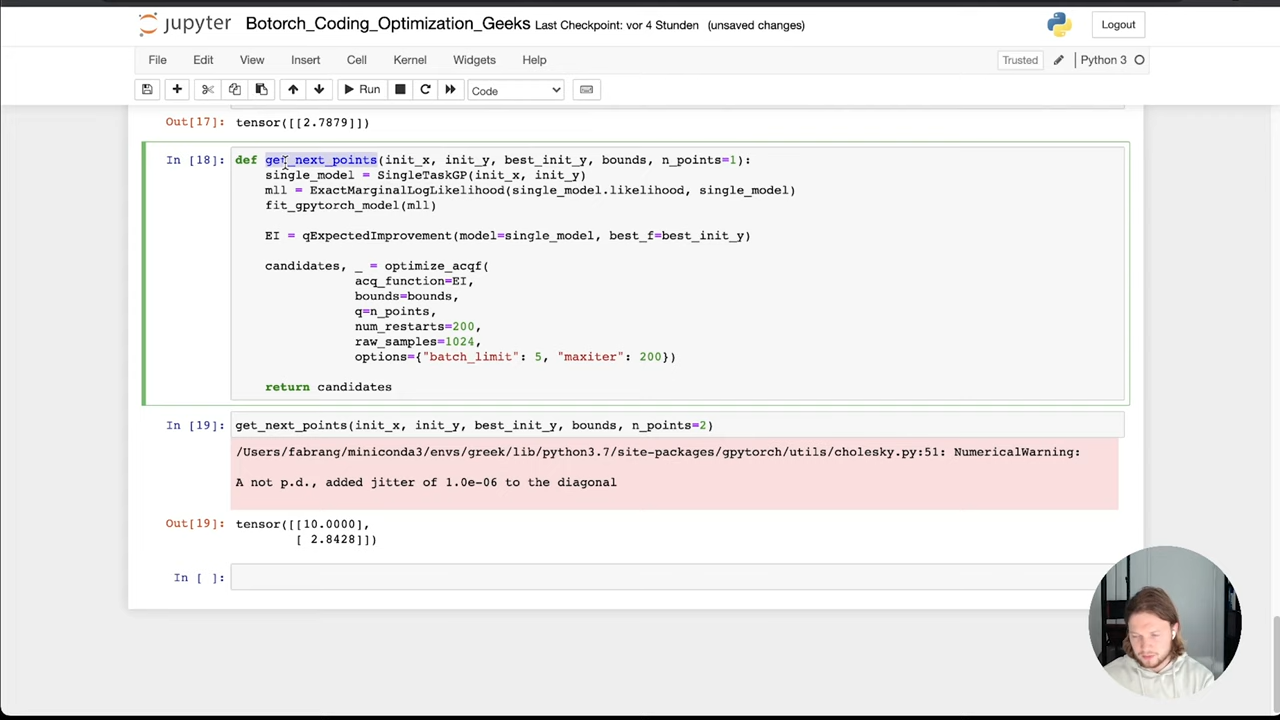 jupyter Botorch_Coding_Optimization_Geeks Last Checkpoint: vor 4 Stunden (unsaved changes) Logout
File Edit View Insert Cell Kernel Widgets Help Trusted Python 3
Run Code
Out[17]: tensor([[2.7879]])
In [18]: def get_next_points(init_x, init_y, best_init_y, bounds, n_points=1):
single_model = SingleTaskGP(init_x, init_y)
mll = ExactMarginalLogLikelihood(single_model.likelihood, single_model)
fit_gpytorch_model(mll)
EI = qExpectedImprovement(model=single_model, best_f=best_init_y)
candidates, _ = optimize_acqf(
acq_function=EI,
bounds=bounds,
q=n_points,
num_restarts=200,
raw_samples=1024,
options={"batch_limit": 5, "maxiter": 200})
return candidates
In [19]: get_next_points(init_x, init_y, best_init_y, bounds, n_points=2)
/Users/fabrang/miniconda3/envs/greek/lib/python3.7/site-packages/gpytorch/utils/cholesky.py:51: NumericalWarning:
A not p.d., added jitter of 1.0e-06 to the diagonal
Out[19]: tensor([[10.0000],
[ 2.8428]])
In [ ]: